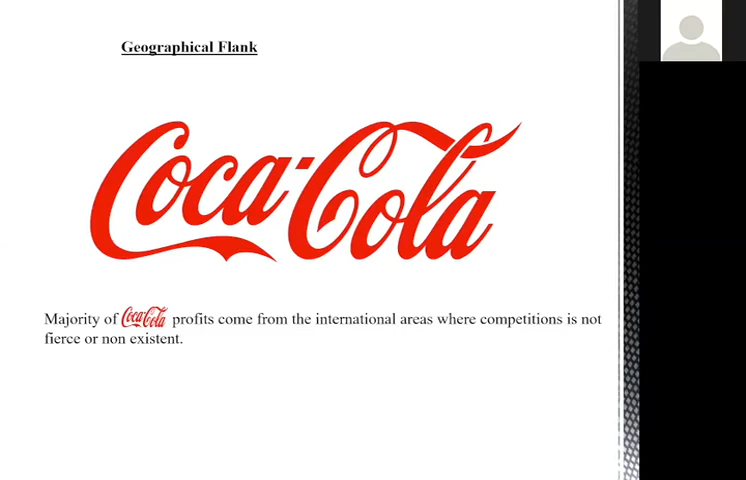 Geographical Flank
Coca-Cola
Majority of Coca-Cola profits come from the international areas where competitions is not
fierce or non existent.